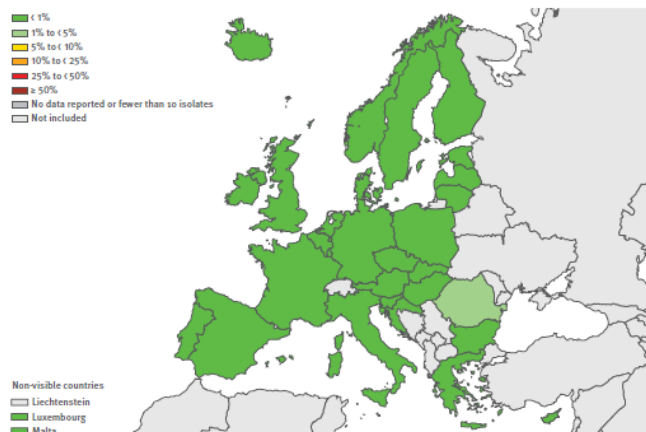 < 1%
1% to < 5%
5% to < 10%
10% to < 25%
25% to < 50%
≥ 50%
No data reported or fewer than 10 isolates
Not included
Non-visible countries
Liechtenstein
Luxembourg
Malta